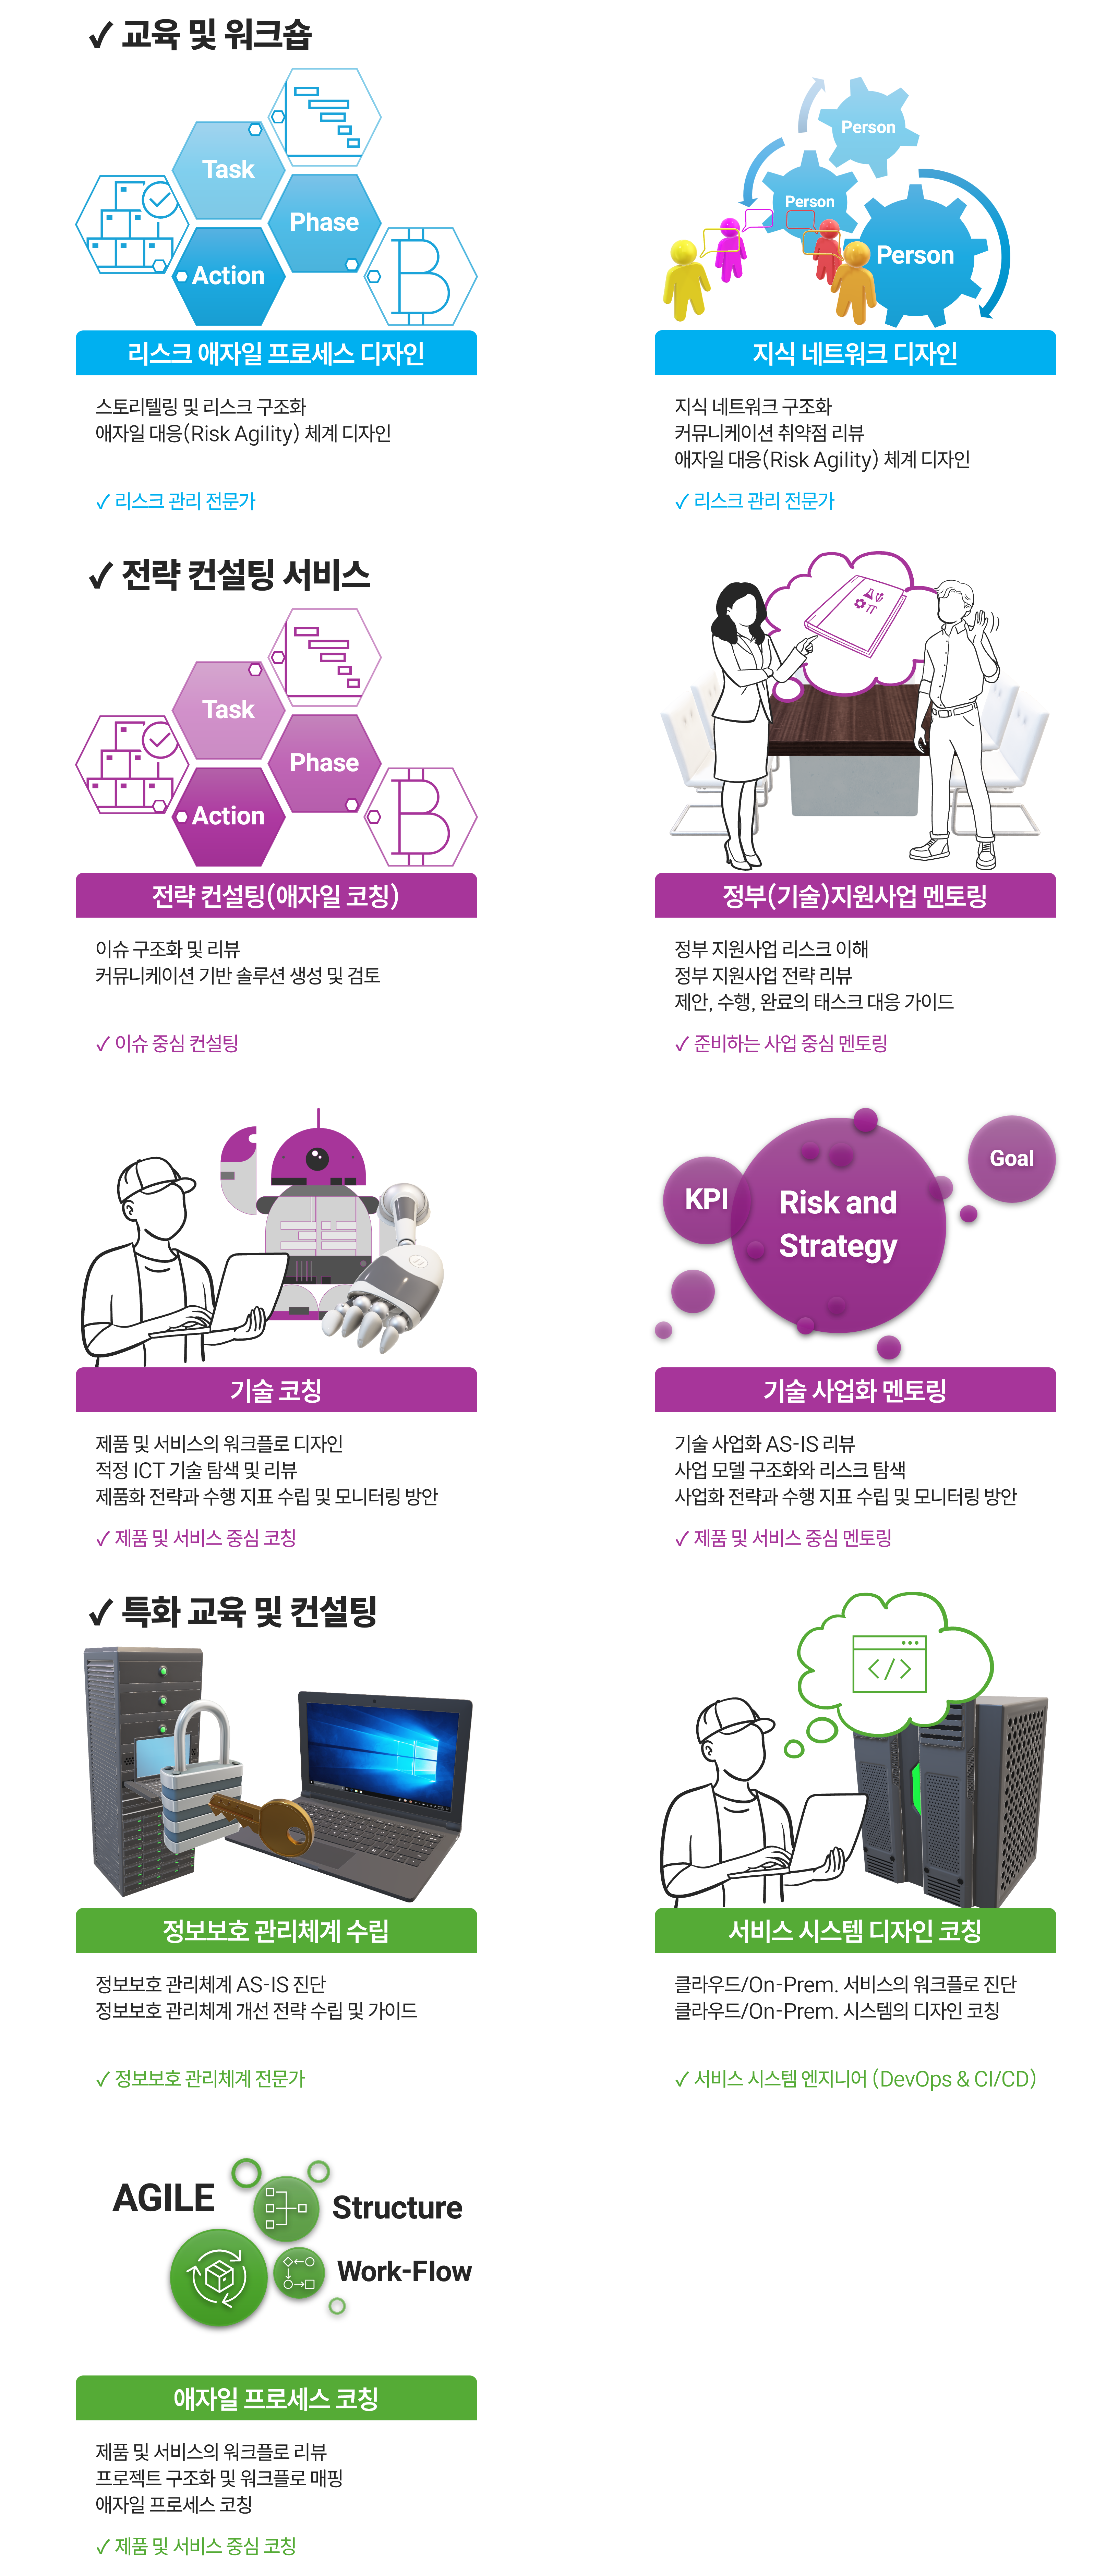 ✓ 교육 및 워크숍
Task
Phase
Action
리스크 애자일 프로세스 디자인
스토리텔링 및 리스크 구조화
애자일 대응(Risk Agility) 체계 디자인
✓ 리스크 관리 전문가
Person
Person
Person
지식 네트워크 디자인
지식 네트워크 구조화
커뮤니케이션 취약점 리뷰
애자일 대응(Risk Agility) 체계 디자인
✓ 리스크 관리 전문가
✓ 전략 컨설팅 서비스
Task
Phase
Action
전략 컨설팅(애자일 코칭)
이슈 구조화 및 리뷰
커뮤니케이션 기반 솔루션 생성 및 검토
✓ 이슈 중심 컨설팅
IT
정부(기술)지원사업 멘토링
정부 지원사업 리스크 이해
정부 지원사업 전략 리뷰
제안, 수행, 완료의 태스크 대응 가이드
✓ 준비하는 사업 중심 멘토링
기술 코칭
제품 및 서비스의 워크플로 디자인
적정 ICT 기술 탐색 및 리뷰
제품화 전략과 수행 지표 수립 및 모니터링 방안
✓ 제품 및 서비스 중심 코칭
Goal
KPI
Risk and
Strategy
기술 사업화 멘토링
기술 사업화 AS-IS 리뷰
사업 모델 구조화와 리스크 탐색
사업화 전략과 수행 지표 수립 및 모니터링 방안
✓ 제품 및 서비스 중심 멘토링
✓ 특화 교육 및 컨설팅
정보보호 관리체계 수립
정보보호 관리체계 AS-IS 진단
정보보호 관리체계 개선 전략 수립 및 가이드
✓ 정보보호 관리체계 전문가
</>
서비스 시스템 디자인 코칭
클라우드/On-Prem. 서비스의 워크플로 진단
클라우드/On-Prem. 시스템의 디자인 코칭
✓ 서비스 시스템 엔지니어 (DevOps & CI/CD)
AGILE
Structure
Work-Flow
애자일 프로세스 코칭
제품 및 서비스의 워크플로 리뷰
프로젝트 구조화 및 워크플로 매핑
애자일 프로세스 코칭
✓ 제품 및 서비스 중심 코칭